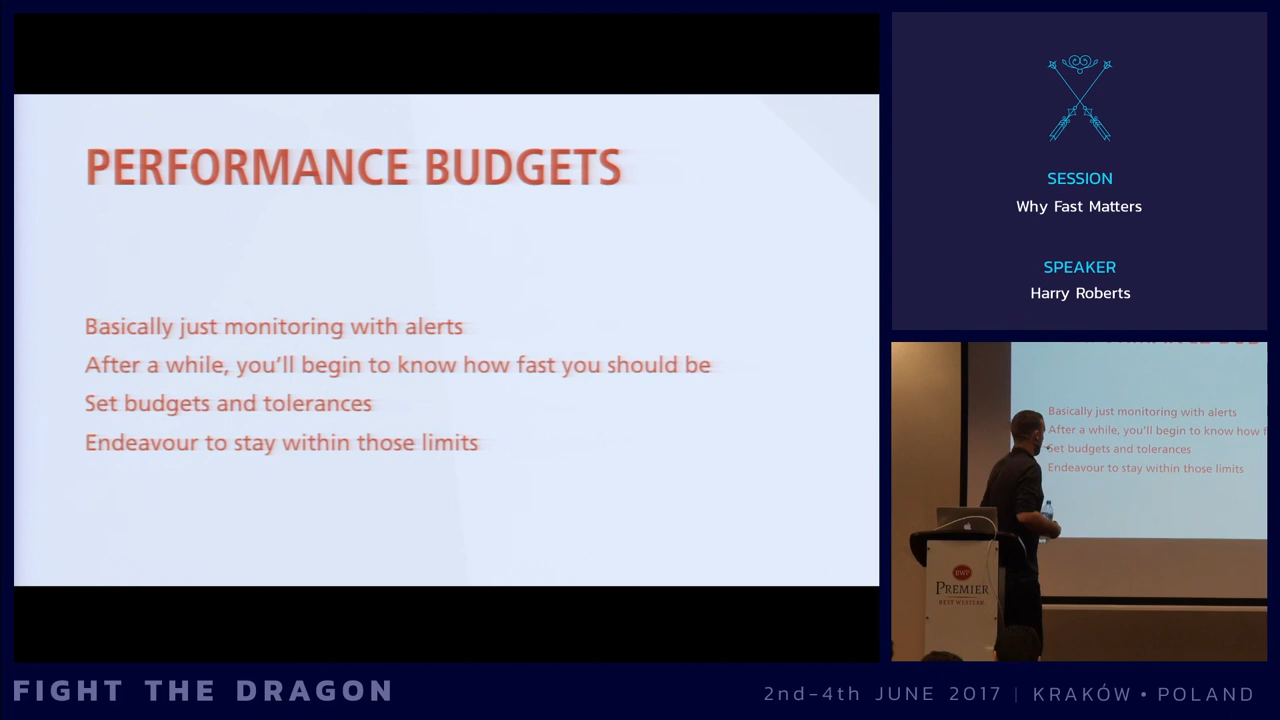 PERFORMANCE BUDGETS
Basically just monitoring with alerts
After a while, you’ll begin to know how fast you should be
Set budgets and tolerances
Endeavour to stay within those limits
SESSION
Why Fast Matters
SPEAKER
Harry Roberts
Basically just monitoring with alerts
After a while, you’ll begin to know how f
Set budgets and tolerances
Endeavour to stay within those limits
BWP
PREMIER
BEST WESTERN
FIGHT THE DRAGON
2nd-4th JUNE 2017 | KRAKÓW • POLAND